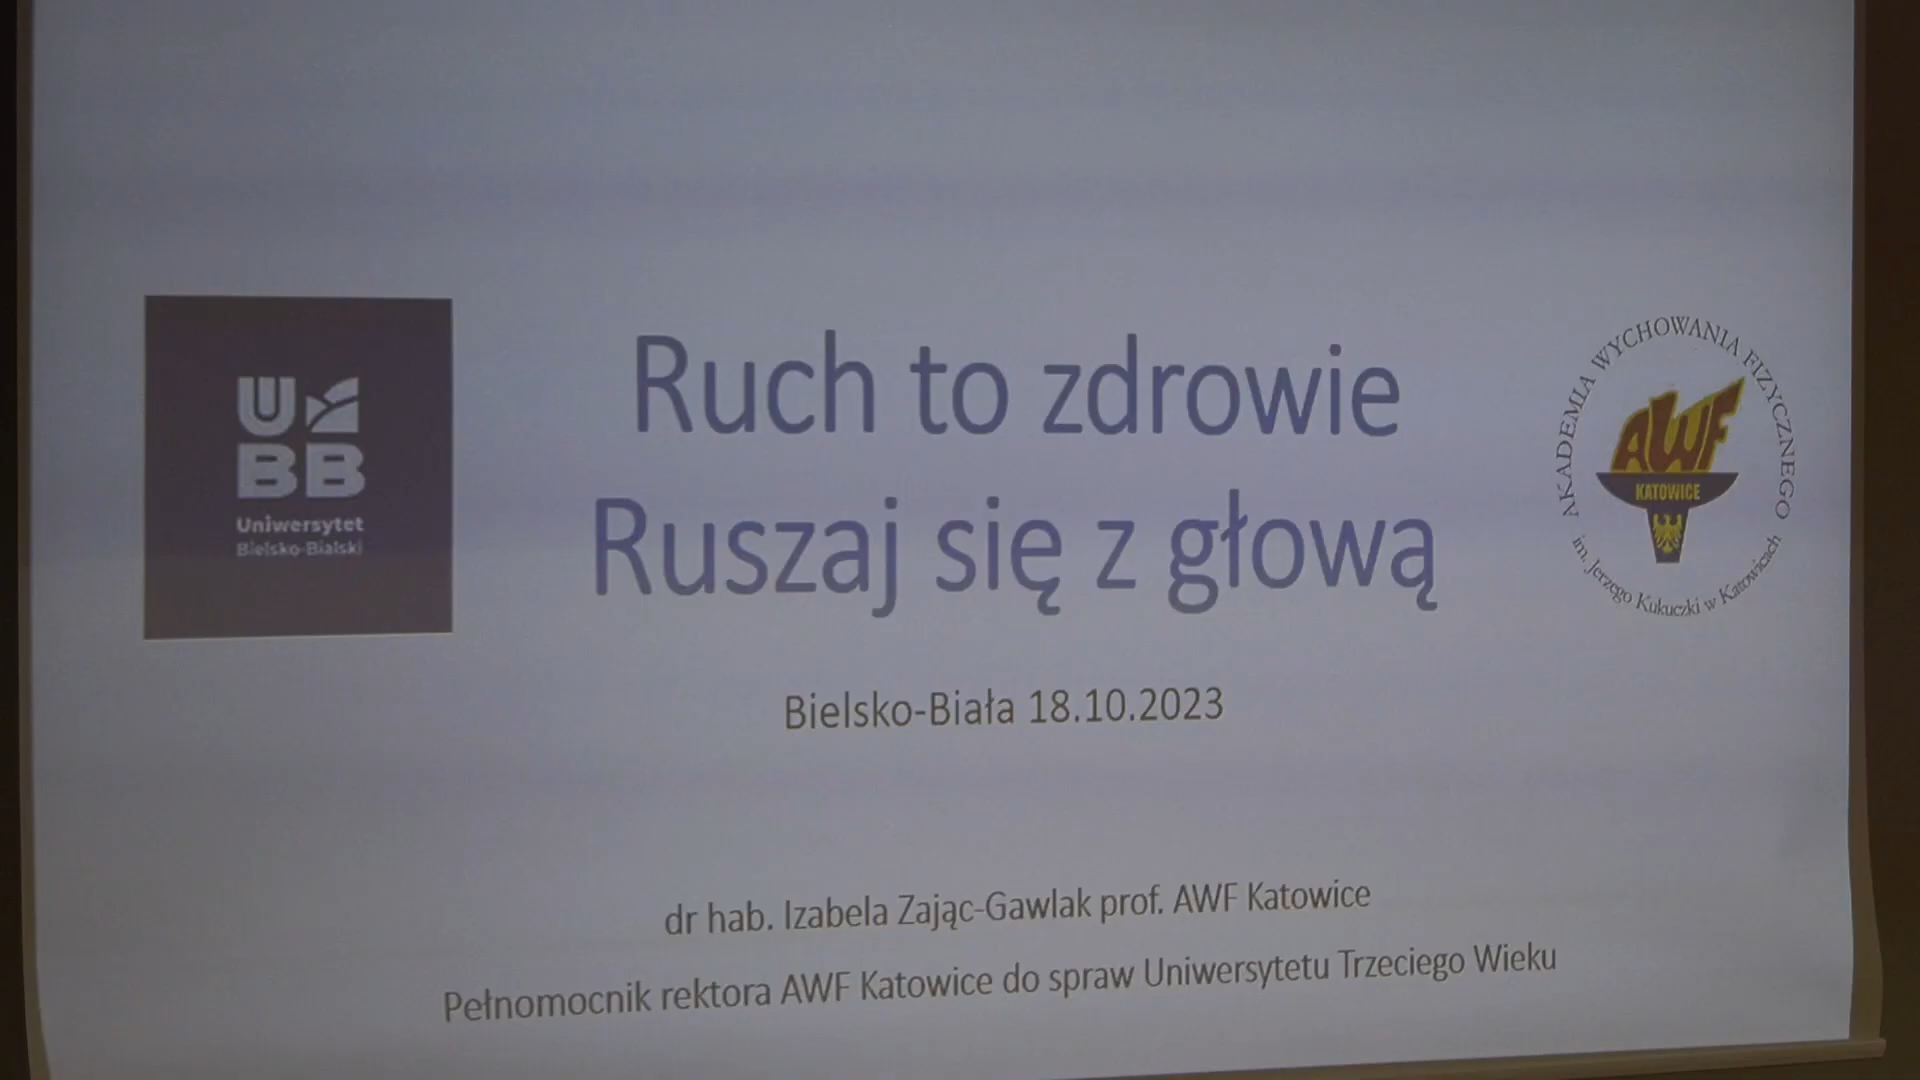 UBB
Uniwersytet
Bielsko-Bialski
Ruch to zdrowie
Ruszaj się z głową
AKADEMIA WYCHOWANIA FIZYCZNEGO
AWF
KATOWICE
im. Jerzego Kukuczki w Katowicach
Bielsko-Biała 18.10.2023
dr hab. Izabela Zając-Gawlak prof. AWF Katowice
Pełnomocnik rektora AWF Katowice do spraw Uniwersytetu Trzeciego Wieku